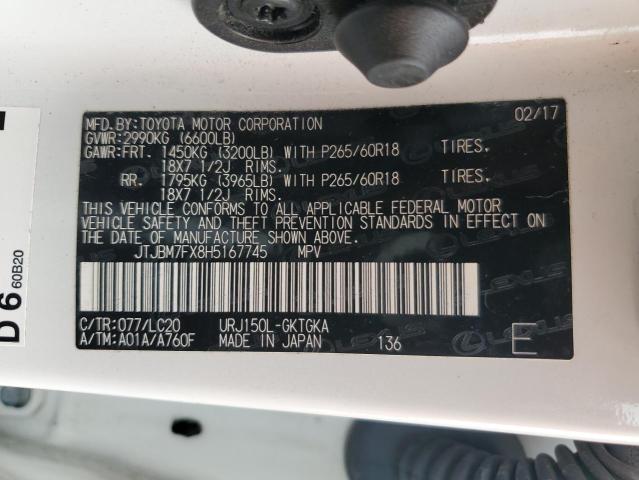 MFD.BY:TOYOTA MOTOR CORPORATION 02/17
GVWR:2990KG (6600LB)
GAWR:FRT. 1450KG (3200LB) WITH P265/60R18 TIRES.
18X7 1/2J RIMS.
RR. 1795KG (3965LB) WITH P265/60R18 TIRES.
18X7 1/2J RIMS.
THIS VEHICLE CONFORMS TO ALL APPLICABLE FEDERAL MOTOR
VEHICLE SAFETY AND THEFT PREVENTION STANDARDS IN EFFECT ON
THE DATE OF MANUFACTURE SHOWN ABOVE.
JTJBM7FX8H5167745 MPV
C/TR:077/LC20 URJ150L-GKTGKA
A/TM:A01A/A760F MADE IN JAPAN 136 E
D 6 60B20